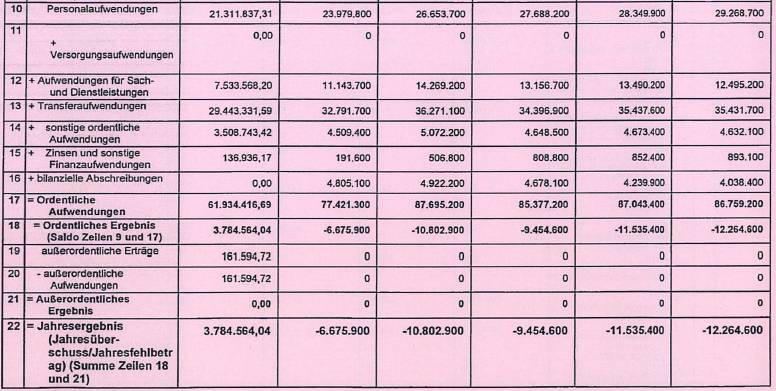 10 Personalaufwendungen 21.311.837,31 23.979.800 26.653.700 27.688.200 28.349.900 29.268.700
11 0,00 0 0 0 0 0
+
Versorgungsaufwendungen
12 + Aufwendungen für Sach- 7.533.568,20 11.143.700 14.269.200 13.156.700 13.490.200 12.495.200
und Dienstleistungen
13 + Transferaufwendungen 29.443.331,59 32.791.700 36.271.100 34.396.900 35.437.600 35.431.700
14 + sonstige ordentliche 3.508.743,42 4.509.400 5.072.200 4.648.500 4.673.400 4.632.100
Aufwendungen
15 + Zinsen und sonstige 136.936,17 191.600 506.800 808.800 852.400 893.100
Finanzaufwendungen
16 + bilanzielle Abschreibungen 0,00 4.805.100 4.922.200 4.678.100 4.239.900 4.038.400
17 = Ordentliche 61.934.416,69 77.421.300 87.695.200 85.377.200 87.043.400 86.759.200
Aufwendungen
18 = Ordentliches Ergebnis 3.784.564,04 -6.675.900 -10.802.900 -9.454.600 -11.535.400 -12.264.600
(Saldo Zeilen 9 und 17)
19 außerordentliche Erträge 161.594,72 0 0 0 0 0
20 - außerordentliche 161.594,72 0 0 0 0 0
Aufwendungen
21 = Außerordentliches 0,00 0 0 0 0 0
Ergebnis
22 = Jahresergebnis 3.784.564,04 -6.675.900 -10.802.900 -9.454.600 -11.535.400 -12.264.600
(Jahresüber-
schuss/Jahresfehlbetr
ag) (Summe Zeilen 18
und 21)